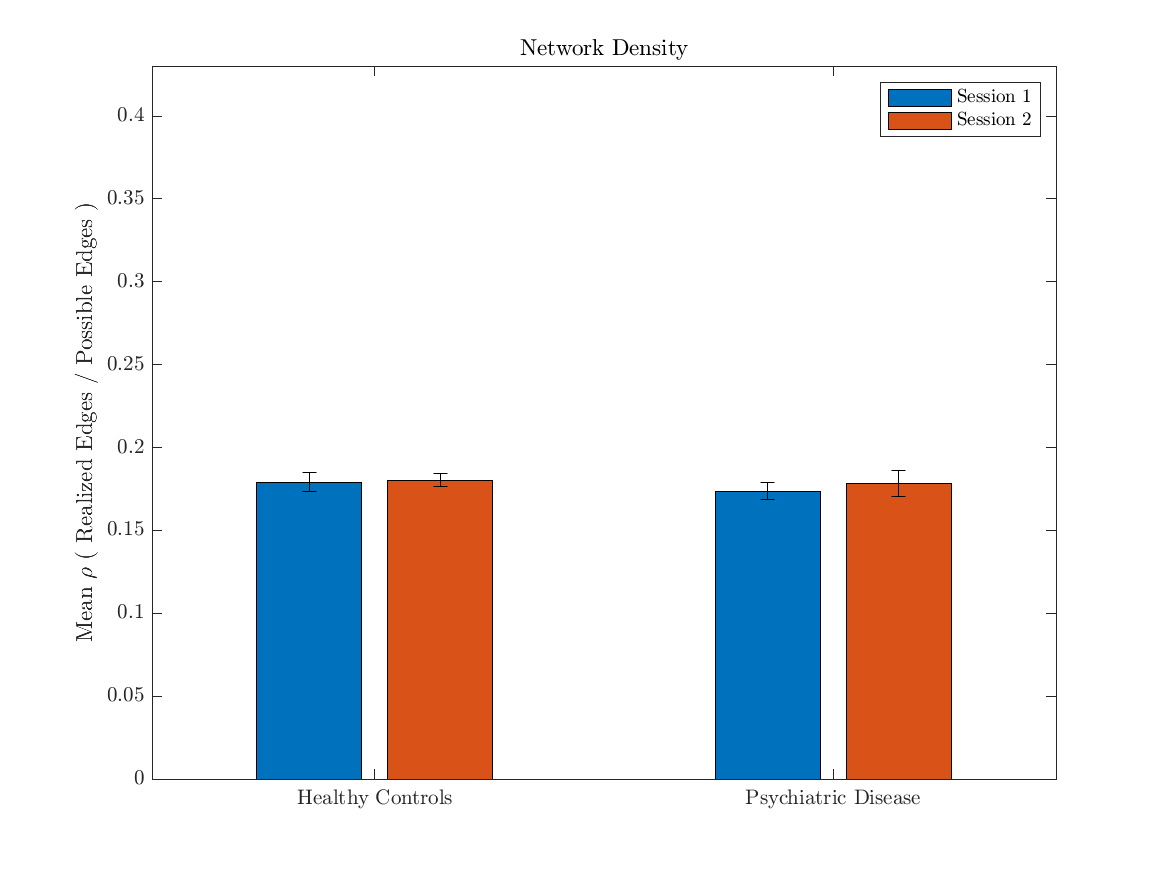 Network Density
Session 1
Session 2
Mean ρ ( Realized Edges / Possible Edges )
0.4
0.35
0.3
0.25
0.2
0.15
0.1
0.05
0
Healthy Controls
Psychiatric Disease